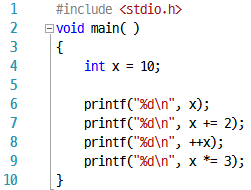 1 #include <stdio.h>
2 void main( )
3 {
4 int x = 10;
5
6 printf("%d\n", x);
7 printf("%d\n", x += 2);
8 printf("%d\n", ++x);
9 printf("%d\n", x *= 3);
10 }